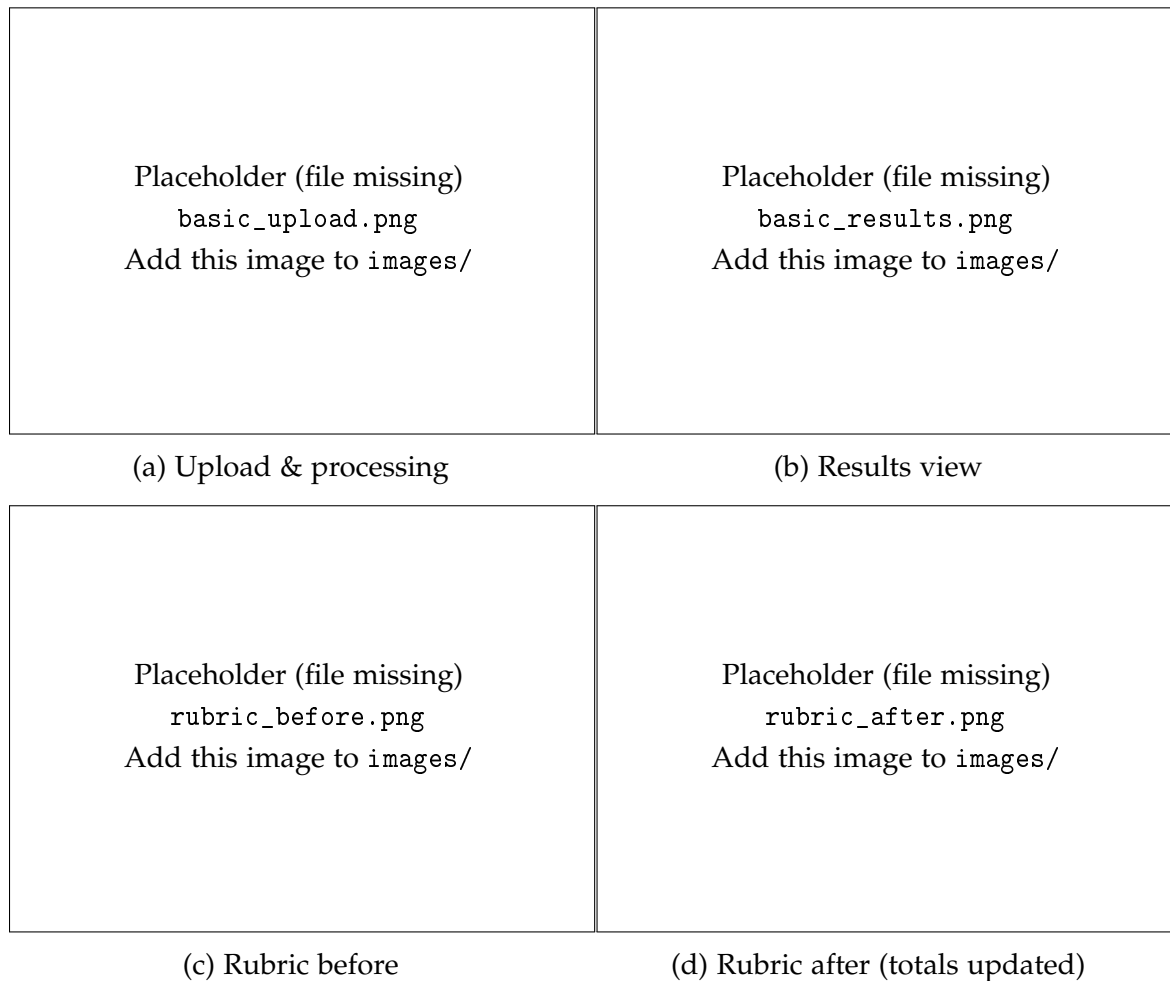 Placeholder (file missing)
basic_upload.png
Add this image to images/
(a) Upload & processing
Placeholder (file missing)
basic_results.png
Add this image to images/
(b) Results view
Placeholder (file missing)
rubric_before.png
Add this image to images/
(c) Rubric before
Placeholder (file missing)
rubric_after.png
Add this image to images/
(d) Rubric after (totals updated)